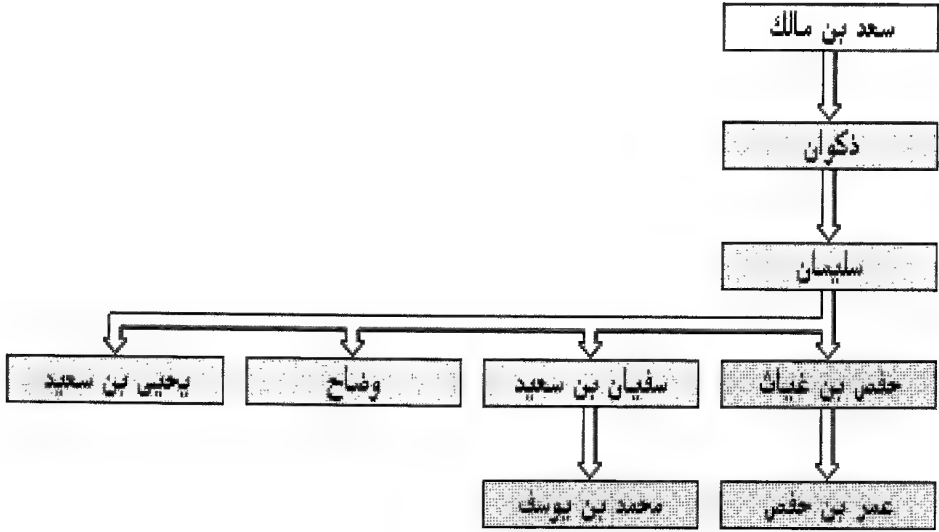 سعد بن مالك
ذكوان
سليمان
حفص بن غياث
سفيان بن سعيد
وضاح
يحيى بن سعيد
عمر بن حفص
محمد بن يوسف